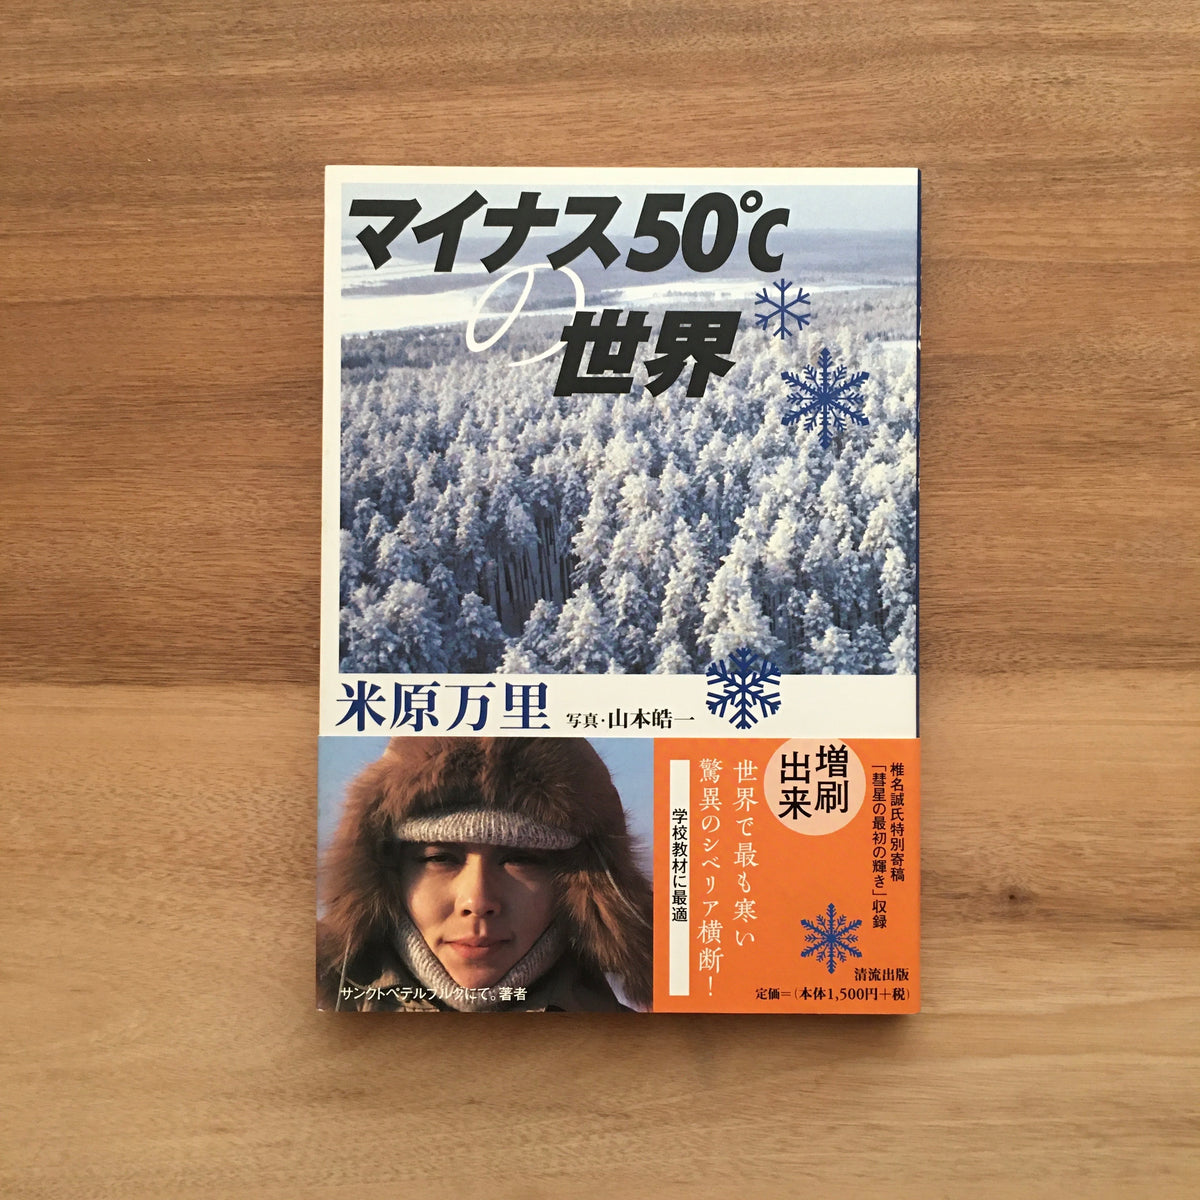 マイナス50℃
の
世界
米原万里
写真・山本皓一
椎名誠氏特別寄稿
「彗星の最初の輝き」収録
増刷
出来
世界で最も寒い
驚異のシベリア横断！
学校教材に最適
清流出版
定価=(本体1,500円+税)
サンクトペテルブルクにて。著者